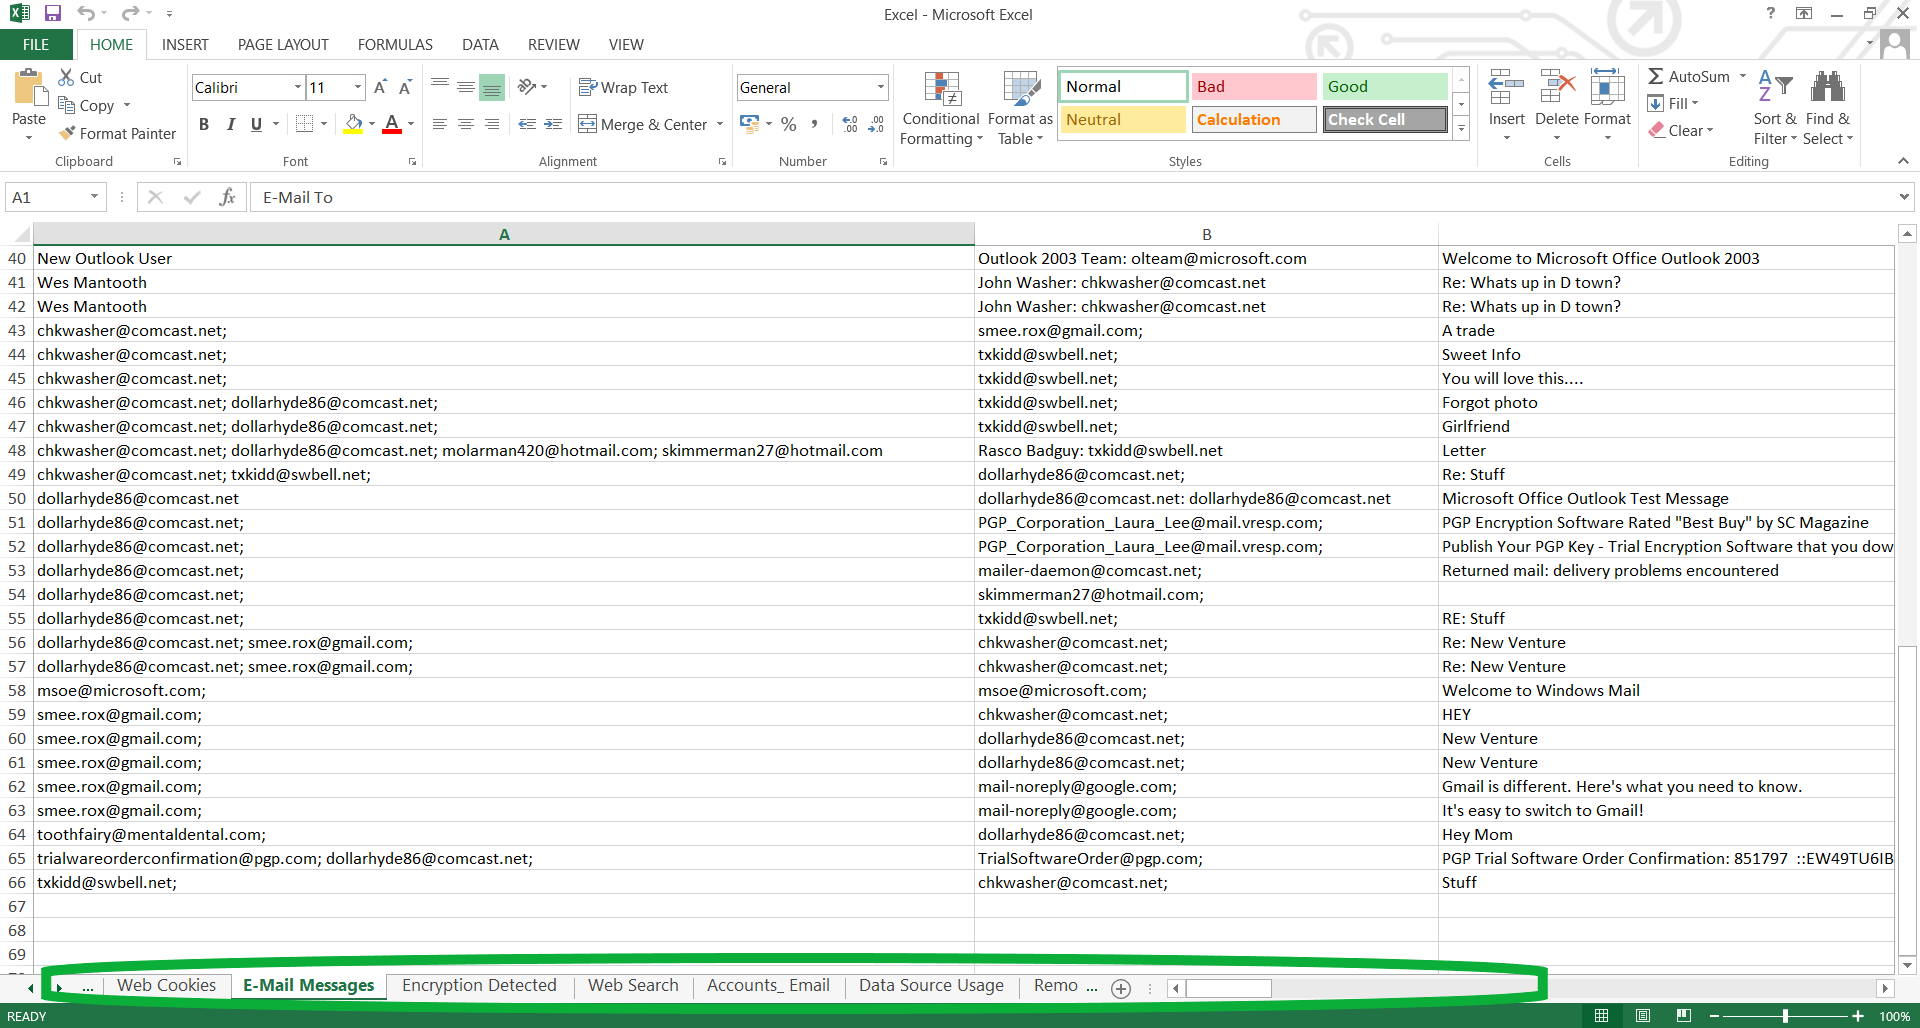 Excel - Microsoft Excel
?
FILE HOME INSERT PAGE LAYOUT FORMULAS DATA REVIEW VIEW
Paste
Cut
Copy
Format Painter
Clipboard
Calibri 11
B I U
Font
Wrap Text
Merge & Center
Alignment
General
%
Number
Conditional Formatting
Format as Table
Normal Bad Good
Neutral Calculation Check Cell
Styles
Insert Delete Format
Cells
AutoSum
Fill
Clear
Sort & Filter
Find & Select
Editing
A1 fx E-Mail To
A B
40 New Outlook User Outlook 2003 Team: olteam@microsoft.com Welcome to Microsoft Office Outlook 2003
41 Wes Mantooth John Washer: chkwasher@comcast.net Re: Whats up in D town?
42 Wes Mantooth John Washer: chkwasher@comcast.net Re: Whats up in D town?
43 chkwasher@comcast.net; smee.rox@gmail.com; A trade
44 chkwasher@comcast.net; txkidd@swbell.net; Sweet Info
45 chkwasher@comcast.net; txkidd@swbell.net; You will love this....
46 chkwasher@comcast.net; dollarhyde86@comcast.net; txkidd@swbell.net; Forgot photo
47 chkwasher@comcast.net; dollarhyde86@comcast.net; txkidd@swbell.net; Girlfriend
48 chkwasher@comcast.net; dollarhyde86@comcast.net; molarman420@hotmail.com; skimmerman27@hotmail.com Rasco Badguy: txkidd@swbell.net Letter
49 chkwasher@comcast.net; txkidd@swbell.net; dollarhyde86@comcast.net; Re: Stuff
50 dollarhyde86@comcast.net dollarhyde86@comcast.net: dollarhyde86@comcast.net Microsoft Office Outlook Test Message
51 dollarhyde86@comcast.net; PGP_Corporation_Laura_Lee@mail.vresp.com; PGP Encryption Software Rated "Best Buy" by SC Magazine
52 dollarhyde86@comcast.net; PGP_Corporation_Laura_Lee@mail.vresp.com; Publish Your PGP Key - Trial Encryption Software that you dow
53 dollarhyde86@comcast.net; mailer-daemon@comcast.net; Returned mail: delivery problems encountered
54 dollarhyde86@comcast.net; skimmerman27@hotmail.com;
55 dollarhyde86@comcast.net; txkidd@swbell.net; RE: Stuff
56 dollarhyde86@comcast.net; smee.rox@gmail.com; chkwasher@comcast.net; Re: New Venture
57 dollarhyde86@comcast.net; smee.rox@gmail.com; chkwasher@comcast.net; Re: New Venture
58 msoe@microsoft.com; msoe@microsoft.com; Welcome to Windows Mail
59 smee.rox@gmail.com; chkwasher@comcast.net; HEY
60 smee.rox@gmail.com; dollarhyde86@comcast.net; New Venture
61 smee.rox@gmail.com; dollarhyde86@comcast.net; New Venture
62 smee.rox@gmail.com; mail-noreply@google.com; Gmail is different. Here's what you need to know.
63 smee.rox@gmail.com; mail-noreply@google.com; It's easy to switch to Gmail!
64 toothfairy@mentaldental.com; dollarhyde86@comcast.net; Hey Mom
65 trialwareorderconfirmation@pgp.com; dollarhyde86@comcast.net; TrialSoftwareOrder@pgp.com; PGP Trial Software Order Confirmation: 851797 ::EW49TU6IB
66 txkidd@swbell.net; chkwasher@comcast.net; Stuff
67
68
69
... Web Cookies E-Mail Messages Encryption Detected Web Search Accounts_ Email Data Source Usage Remo ...
READY 100%